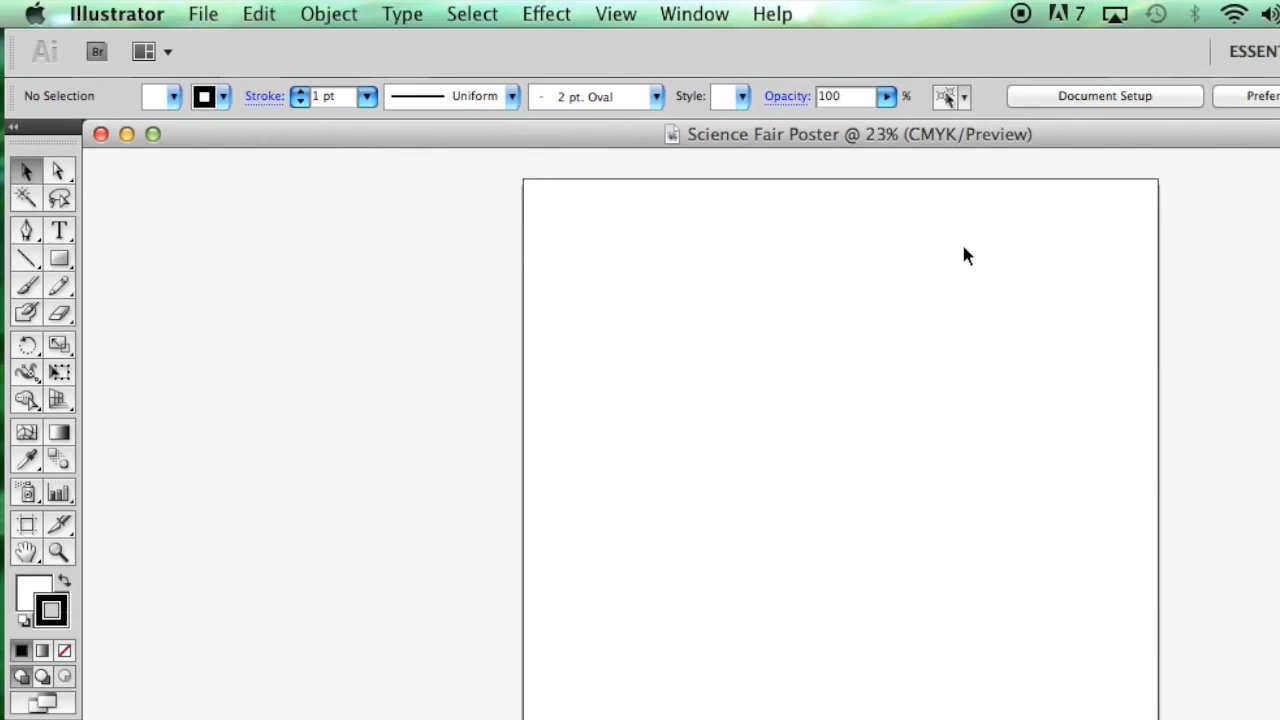 Illustrator File Edit Object Type Select Effect View Window Help 7
Ai Br ESSEN
No Selection Stroke: 1 pt Uniform - 2 pt. Oval Style: Opacity: 100 % Document Setup Prefer
Science Fair Poster @ 23% (CMYK/Preview)
T